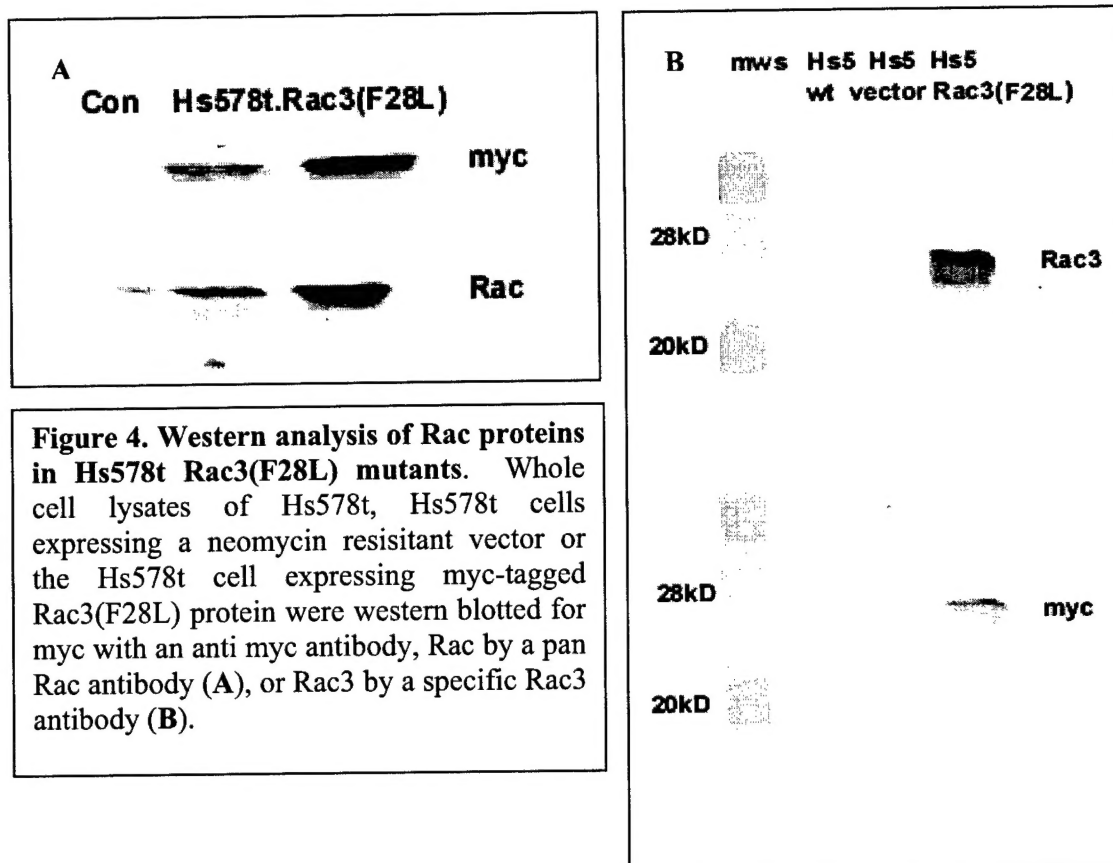 A
Con Hs578t.Rac3(F28L)
myc
Rac
Figure 4. Western analysis of Rac proteins
in Hs578t Rac3(F28L) mutants. Whole
cell lysates of Hs578t, Hs578t cells
expressing a neomycin resisitant vector or
the Hs578t cell expressing myc-tagged
Rac3(F28L) protein were western blotted for
myc with an anti myc antibody, Rac by a pan
Rac antibody (A), or Rac3 by a specific Rac3
antibody (B).
B mws Hs5 Hs5 Hs5
wt vector Rac3(F28L)
28kD
Rac3
20kD
28kD
myc
20kD